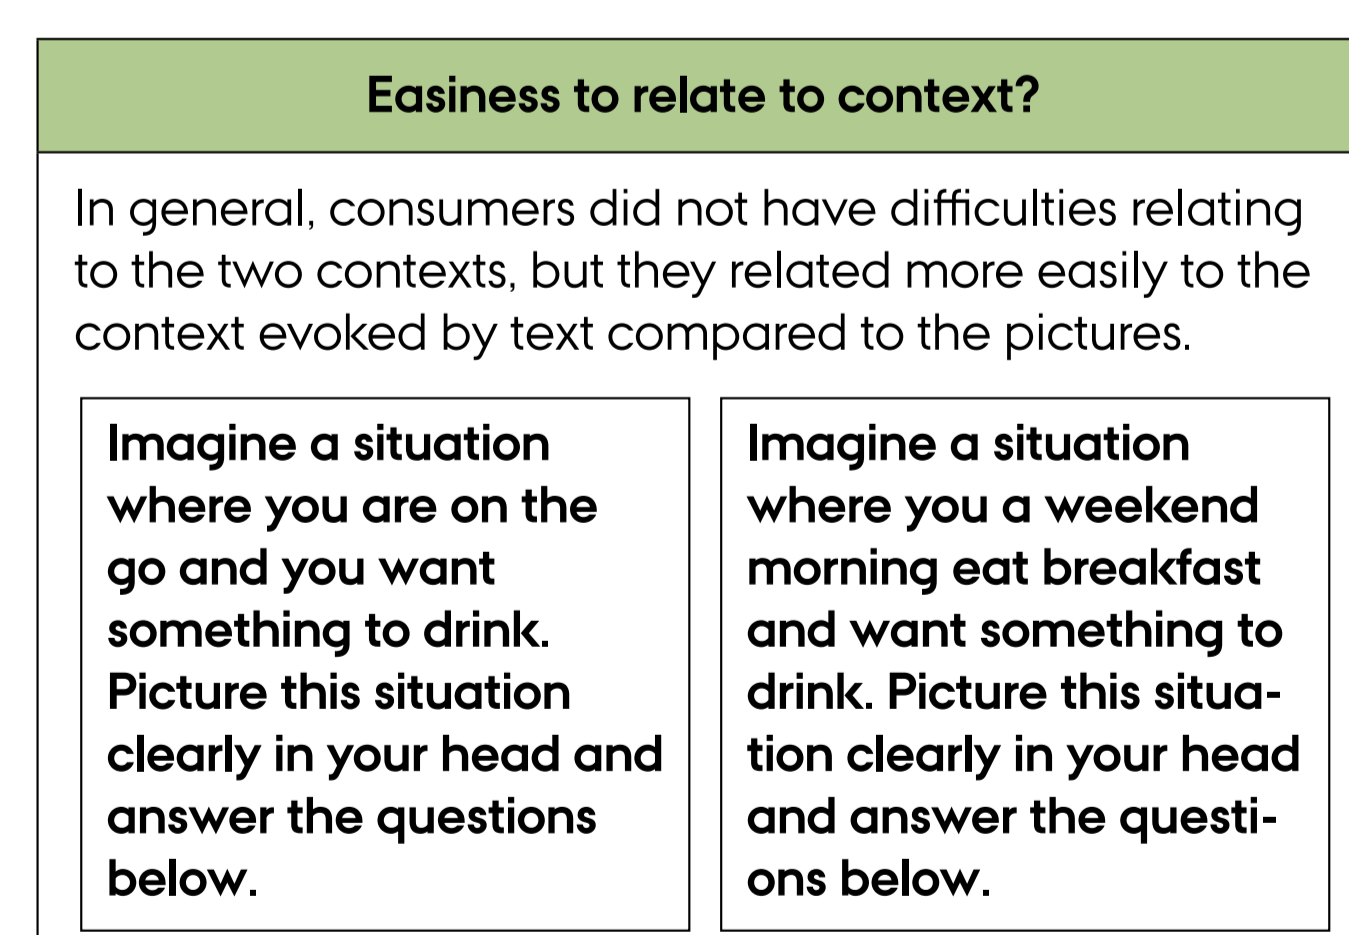 Easiness to relate to context?
In general, consumers did not have difficulties relating
to the two contexts, but they related more easily to the
context evoked by text compared to the pictures.
Imagine a situation
where you are on the
go and you want
something to drink.
Picture this situation
clearly in your head and
answer the questions
below.
Imagine a situation
where you a weekend
morning eat breakfast
and want something to
drink. Picture this situa-
tion clearly in your head
and answer the questi-
ons below.